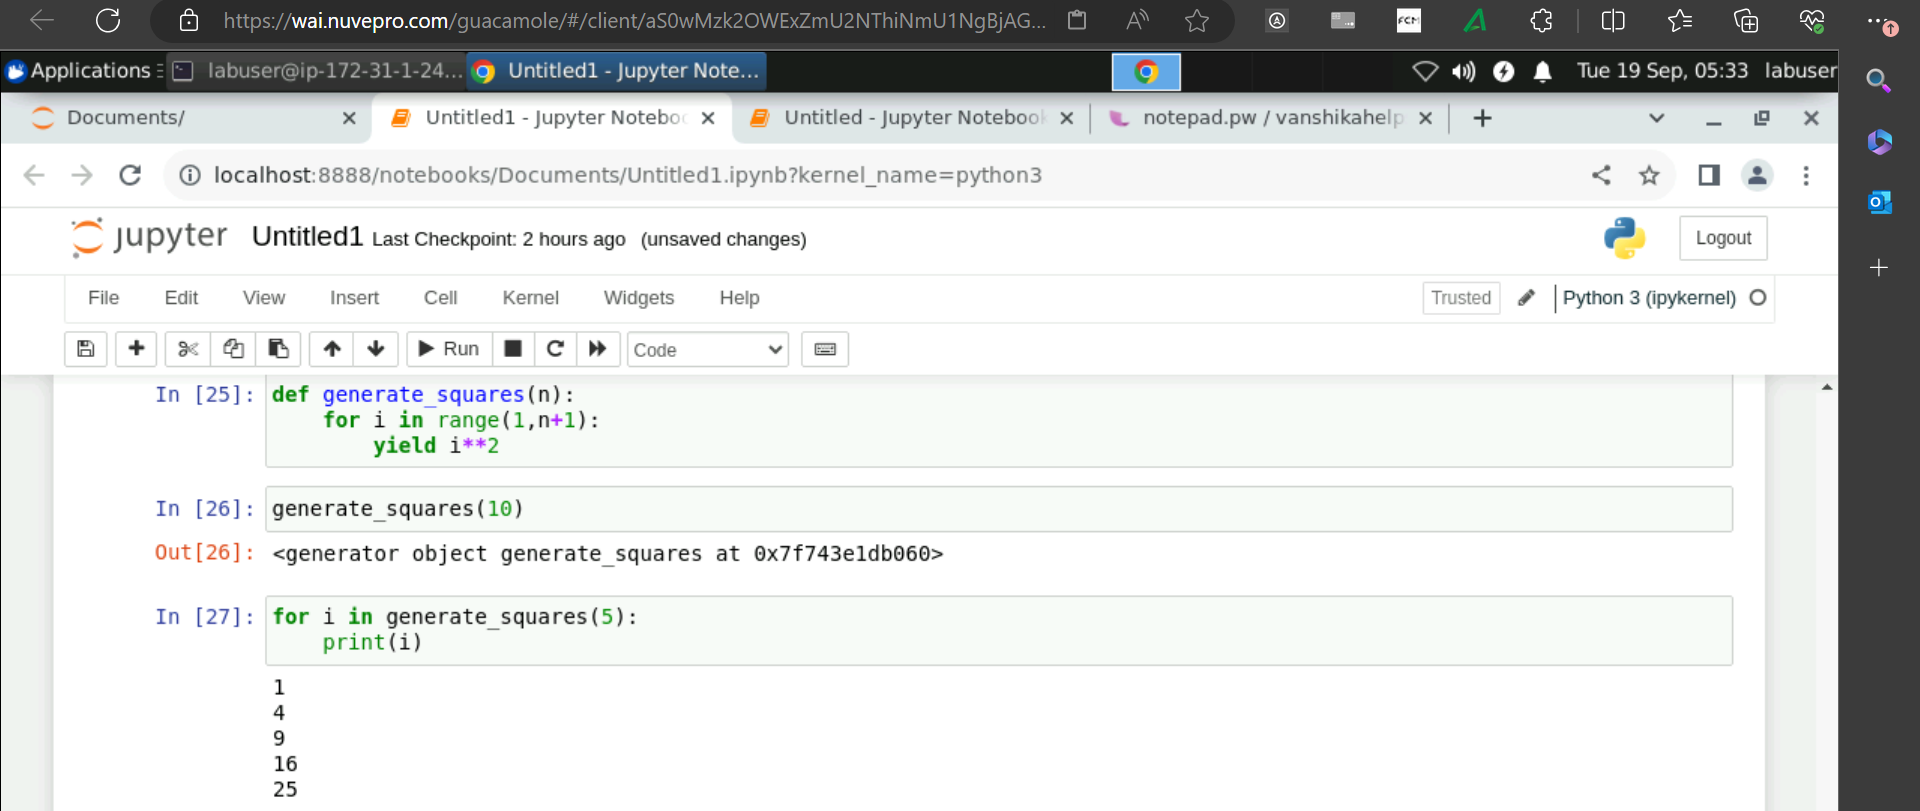 https://wai.nuvepro.com/guacamole/#/client/aS0wMzk2OWExZmU2NThiNmU1NgBjAG...
Applications labuser@ip-172-31-1-24... Untitled1 - Jupyter Note... Tue 19 Sep, 05:33 labuser
Documents/ Untitled1 - Jupyter Noteboo Untitled - Jupyter Notebook notepad.pw / vanshikahelp
localhost:8888/notebooks/Documents/Untitled1.ipynb?kernel_name=python3
jupyter Untitled1 Last Checkpoint: 2 hours ago (unsaved changes) Logout
File Edit View Insert Cell Kernel Widgets Help Trusted Python 3 (ipykernel)
Run Code
In [25]: def generate_squares(n):
for i in range(1,n+1):
yield i**2
In [26]: generate_squares(10)
Out[26]: <generator object generate_squares at 0x7f743e1db060>
In [27]: for i in generate_squares(5):
print(i)
1
4
9
16
25